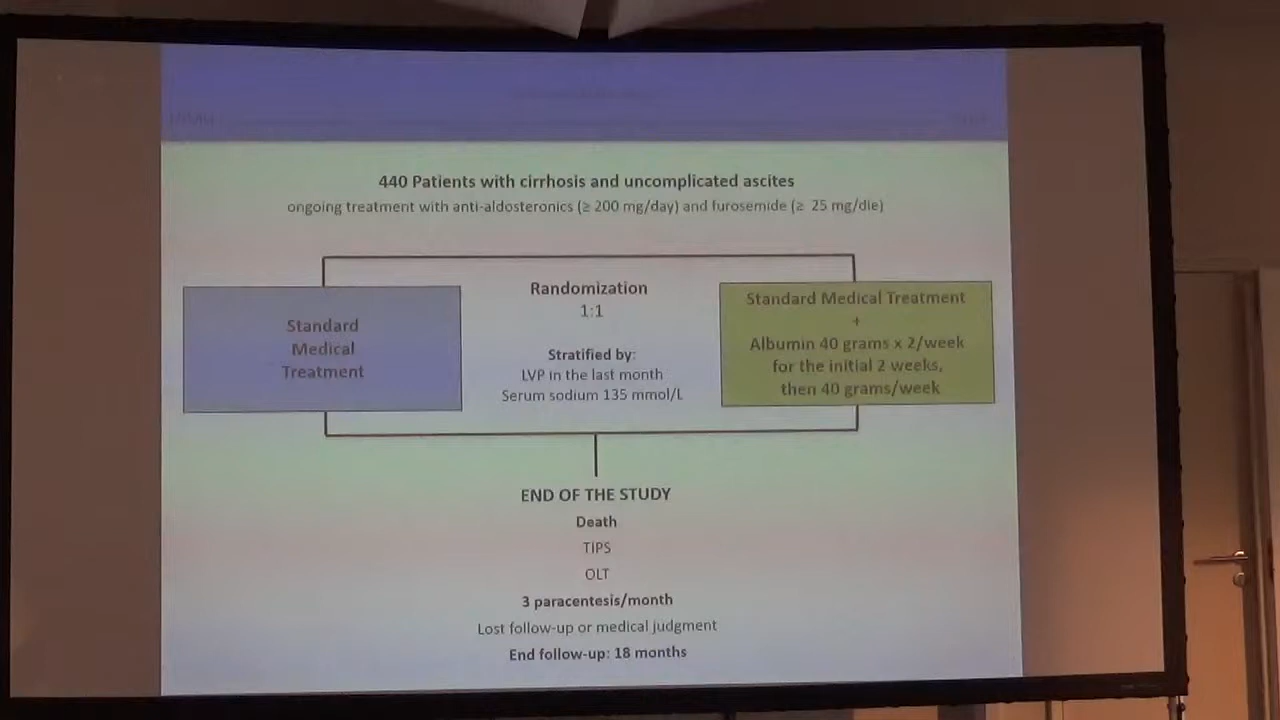 440 Patients with cirrhosis and uncomplicated ascites
ongoing treatment with anti-aldosteronics (≥ 200 mg/day) and furosemide (≥ 25 mg/die)
Standard
Medical
Treatment
Randomization
1:1
Stratified by:
LVP in the last month
Serum sodium 135 mmol/L
Standard Medical Treatment
+
Albumin 40 grams x 2/week
for the initial 2 weeks,
then 40 grams/week
END OF THE STUDY
Death
TIPS
OLT
3 paracentesis/month
Lost follow-up or medical judgment
End follow-up: 18 months